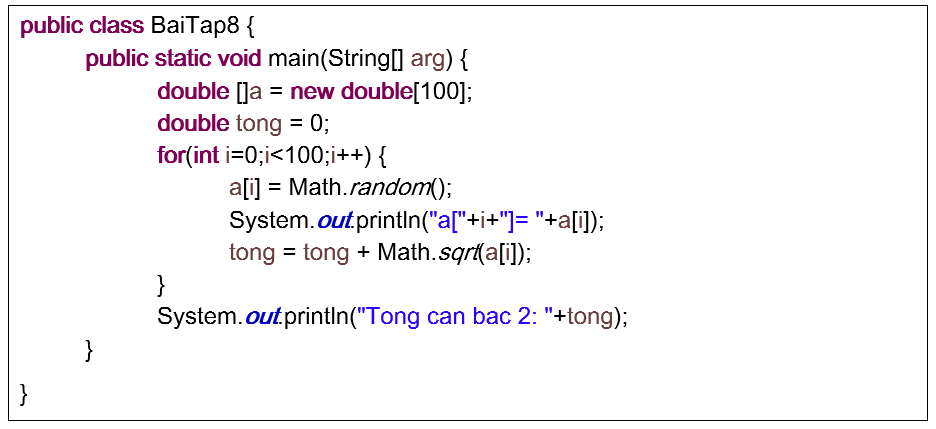 public class BaiTap8 {
public static void main(String[] arg) {
double []a = new double[100];
double tong = 0;
for(int i=0;i<100;i++) {
a[i] = Math.random();
System.out.println("a["+i+"]= "+a[i]);
tong = tong + Math.sqrt(a[i]);
}
System.out.println("Tong can bac 2: "+tong);
}
}